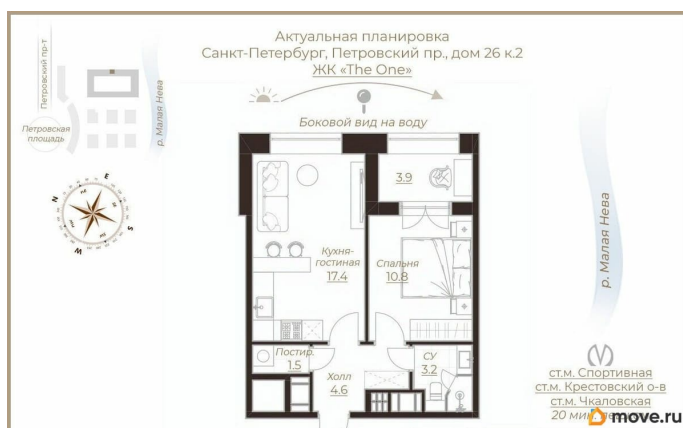 Актуальная планировка
Санкт-Петербург, Петровский пр., дом 26 к.2
ЖК «The One»
Петровский пр-т
Петровская
площадь
р. Малая Нева
Боковой вид на воду
N
E
S
W
3.9
Кухня-
гостиная
17.4
Спальня
10.8
р. Малая Нева
Постир.
1.5
Холл
4.6
СУ
3.2
ст.м. Спортивная
ст.м. Крестовский о-в
ст.м. Чкаловская
20 мин.
move.ru